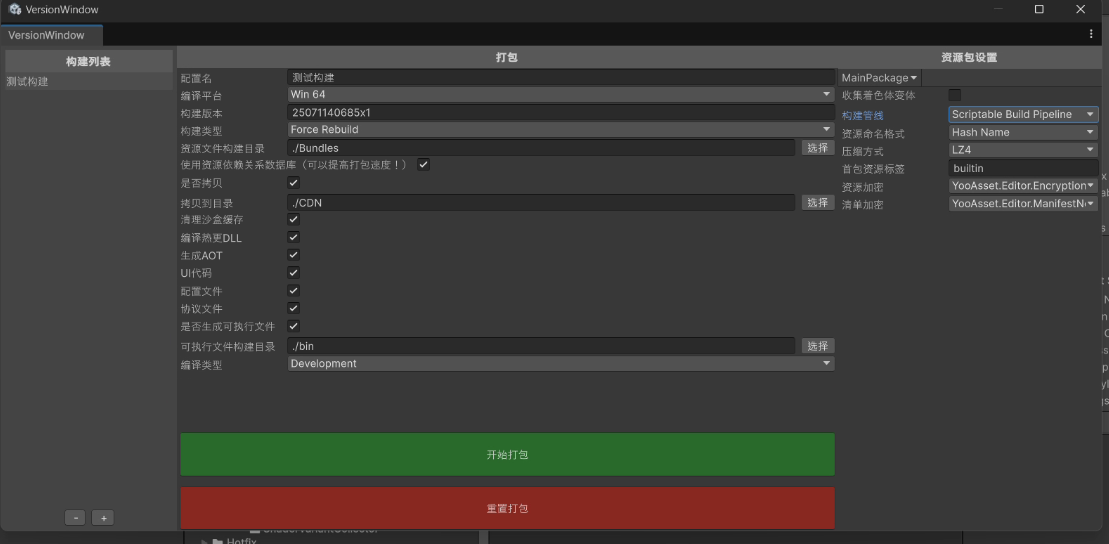 VersionWindow
VersionWindow
构建列表
测试构建
打包
配置名 测试构建
编译平台 Win 64
构建版本 25071140685x1
构建类型 Force Rebuild
资源文件构建目录 ./Bundles 选择
使用资源依赖关系数据库（可以提高打包速度！）
是否拷贝
拷贝到目录 ./CDN 选择
清理沙盒缓存
编译热更DLL
生成AOT
UI代码
配置文件
协议文件
是否生成可执行文件
可执行文件构建目录 ./bin 选择
编译类型 Development
开始打包
重置打包
资源包设置
MainPackage
收集着色体变体
构建管线 Scriptable Build Pipeline
资源命名格式 Hash Name
压缩方式 LZ4
首包资源标签 builtin
资源加密 YooAsset.Editor.Encryption
清单加密 YooAsset.Editor.ManifestN
- +
Hotfix